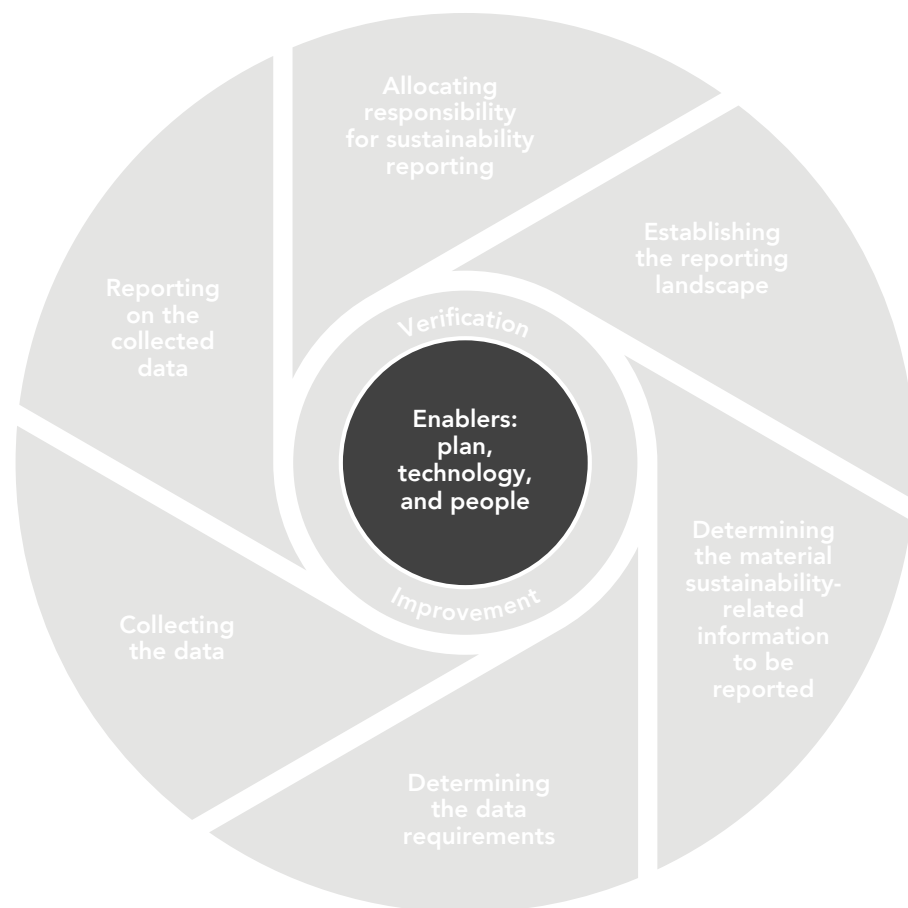 Allocating
responsibility
for sustainability
reporting
Establishing
the reporting
landscape
Determining
the material
sustainability-
related
information
to be
reported
Determining
the data
requirements
Collecting
the data
Reporting
on the
collected
data
Verification
Enablers:
plan,
technology,
and people
Improvement